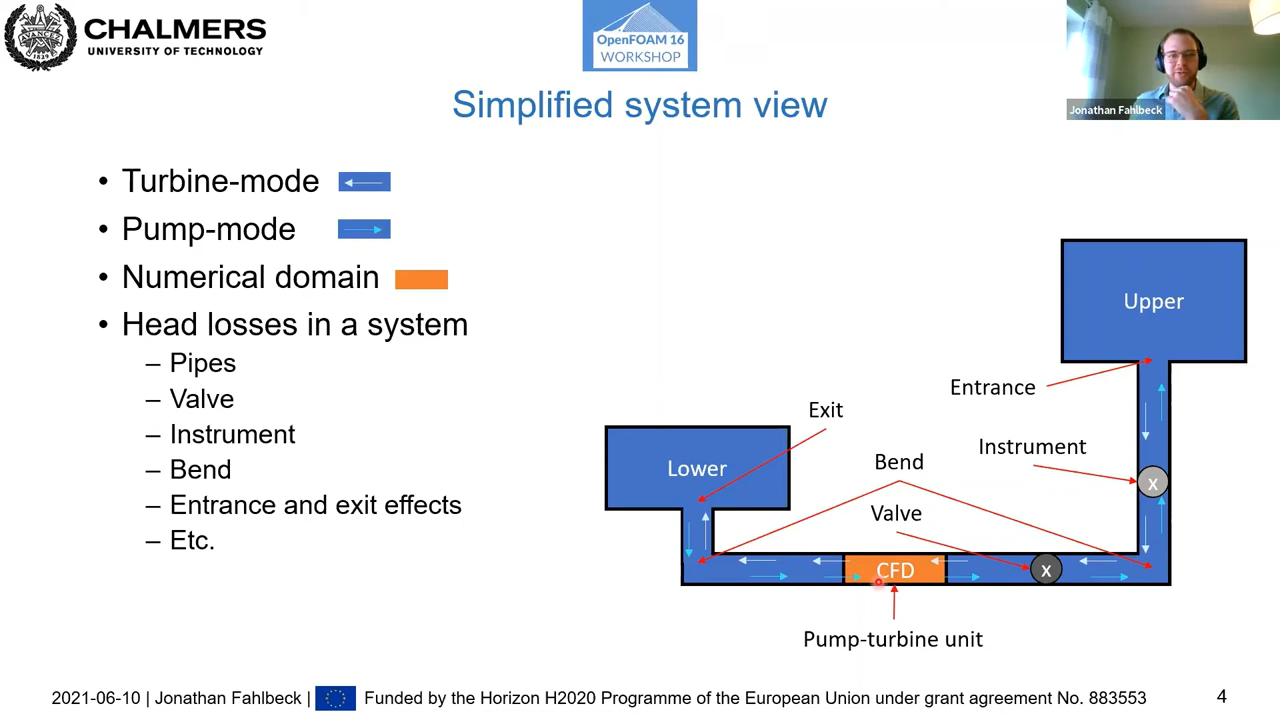 CHALMERS
UNIVERSITY OF TECHNOLOGY
AVANCEZ
1829
OpenFOAM 16
WORKSHOP
Jonathan Fahlbeck
Simplified system view
• Turbine-mode
• Pump-mode
• Numerical domain
• Head losses in a system
– Pipes
– Valve
– Instrument
– Bend
– Entrance and exit effects
– Etc.
Upper
Entrance
Exit
Instrument
Lower
Bend
Valve
x
CFD
x
Pump-turbine unit
2021-06-10 | Jonathan Fahlbeck | Funded by the Horizon H2020 Programme of the European Union under grant agreement No. 883553
4